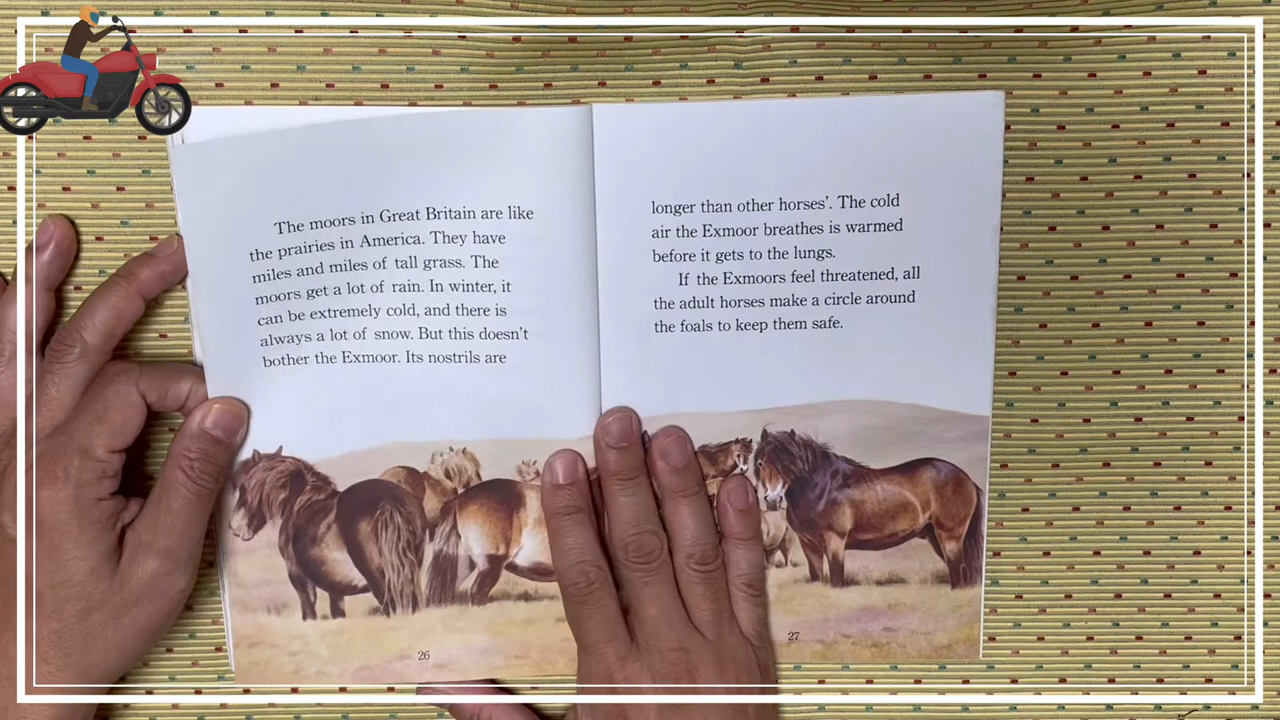 The moors in Great Britain are like
the prairies in America. They have
miles and miles of tall grass. The
moors get a lot of rain. In winter, it
can be extremely cold, and there is
always a lot of snow. But this doesn't
bother the Exmoor. Its nostrils are
26
longer than other horses'. The cold
air the Exmoor breathes is warmed
before it gets to the lungs.
If the Exmoors feel threatened, all
the adult horses make a circle around
the foals to keep them safe.
27